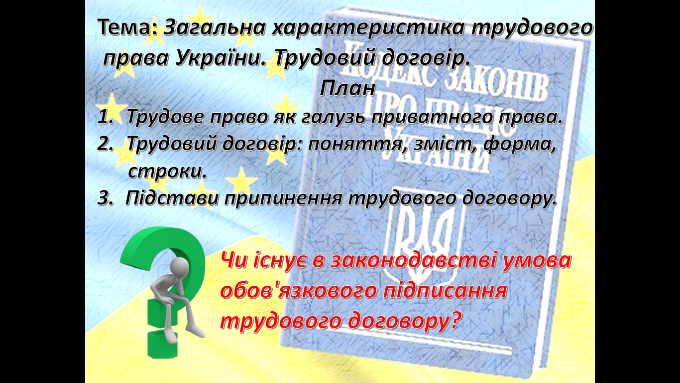 Тема: Загальна характеристика трудового
права України. Трудовий договір.
План
1. Трудове право як галузь приватного права.
2. Трудовий договір: поняття, зміст, форма,
строки.
3. Підстави припинення трудового договору.
КОДЕКС ЗАКОНІВ
ПРО ПРАЦЮ
УКРАЇНИ
Чи існує в законодавстві умова
обов'язкового підписання
трудового договору?